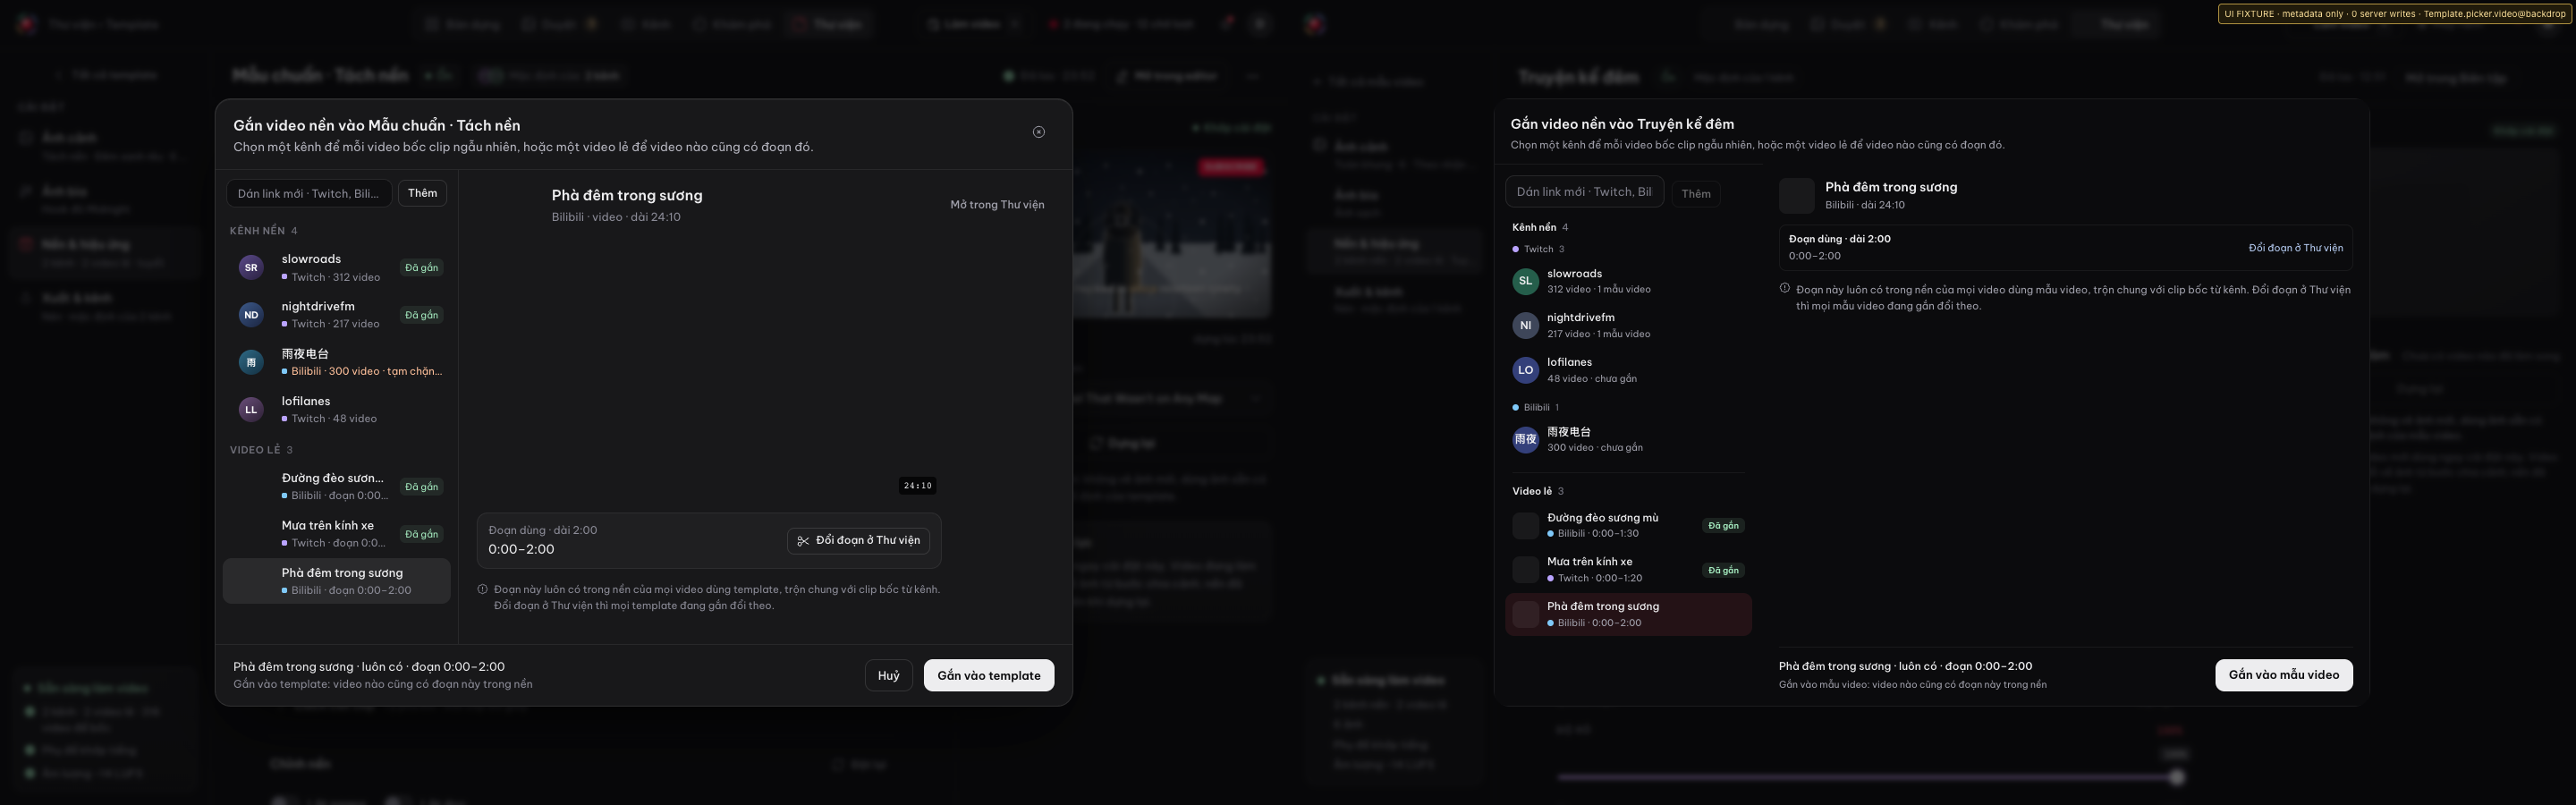 UI FIXTURE · metadata only · 0 server writes · Template.picker.video@backdrop
Gắn video nền vào Mẫu chuẩn · Tách nền
Chọn một kênh để mỗi video bốc clip ngẫu nhiên, hoặc một video lẻ để video nào cũng có đoạn đó.
Dán link mới · Twitch, Bili...
Thêm
KÊNH NỀN 4
SR
slowroads
Twitch · 312 video
Đã gắn
ND
nightdrivefm
Twitch · 217 video
Đã gắn
雨
雨夜电台
Bilibili · 300 video · tạm chặn...
LL
lofilanes
Twitch · 48 video
VIDEO LẺ 3
Đường đèo sươn...
Bilibili · đoạn 0:00...
Đã gắn
Mưa trên kính xe
Twitch · đoạn 0:0...
Đã gắn
Phà đêm trong sương
Bilibili · đoạn 0:00–2:00
Phà đêm trong sương
Bilibili · video · dài 24:10
Mở trong Thư viện
24:10
Đoạn dùng · dài 2:00
0:00–2:00
Đổi đoạn ở Thư viện
Đoạn này luôn có trong nền của mọi video dùng template, trộn chung với clip bốc từ kênh.
Đổi đoạn ở Thư viện thì mọi template đang gắn đổi theo.
Phà đêm trong sương · luôn có · đoạn 0:00–2:00
Gắn vào template: video nào cũng có đoạn này trong nền
Huỷ
Gắn vào template
Gắn video nền vào Truyện kể đêm
Chọn một kênh để mỗi video bốc clip ngẫu nhiên, hoặc một video lẻ để video nào cũng có đoạn đó.
Dán link mới · Twitch, Bil
Thêm
Kênh nền 4
Twitch 3
SL
slowroads
312 video · 1 mẫu video
NI
nightdrivefm
217 video · 1 mẫu video
LO
lofilanes
48 video · chưa gắn
Bilibili 1
雨夜
雨夜电台
300 video · chưa gắn
Video lẻ 3
Đường đèo sương mù
Bilibili · 0:00–1:30
Đã gắn
Mưa trên kính xe
Twitch · 0:00–1:20
Đã gắn
Phà đêm trong sương
Bilibili · 0:00–2:00
Phà đêm trong sương
Bilibili · dài 24:10
Đoạn dùng · dài 2:00
0:00–2:00
Đổi đoạn ở Thư viện
Đoạn này luôn có trong nền của mọi video dùng mẫu video, trộn chung với clip bốc từ kênh. Đổi đoạn ở Thư viện
thì mọi mẫu video đang gắn đổi theo.
Phà đêm trong sương · luôn có · đoạn 0:00–2:00
Gắn vào mẫu video: video nào cũng có đoạn này trong nền
Gắn vào mẫu video